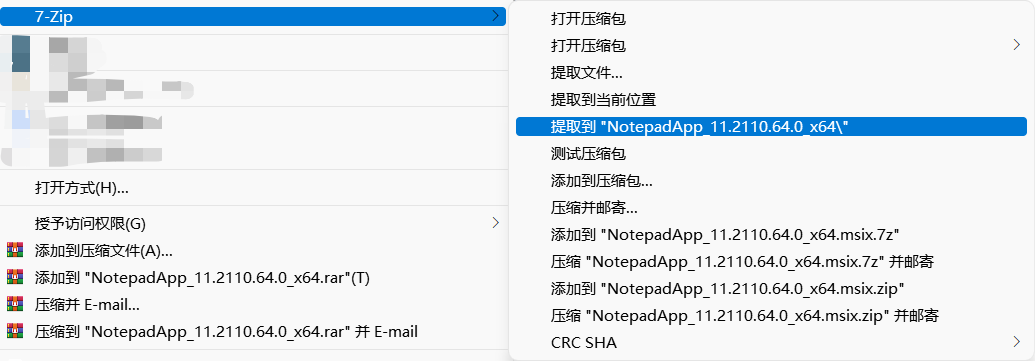 7-Zip
打开方式(H)...
授予访问权限(G)
添加到压缩文件(A)...
添加到 "NotepadApp_11.2110.64.0_x64.rar"(T)
压缩并 E-mail...
压缩到 "NotepadApp_11.2110.64.0_x64.rar" 并 E-mail
打开压缩包
打开压缩包
提取文件...
提取到当前位置
提取到 "NotepadApp_11.2110.64.0_x64\"
测试压缩包
添加到压缩包...
压缩并邮寄...
添加到 "NotepadApp_11.2110.64.0_x64.msix.7z"
压缩 "NotepadApp_11.2110.64.0_x64.msix.7z" 并邮寄
添加到 "NotepadApp_11.2110.64.0_x64.msix.zip"
压缩 "NotepadApp_11.2110.64.0_x64.msix.zip" 并邮寄
CRC SHA